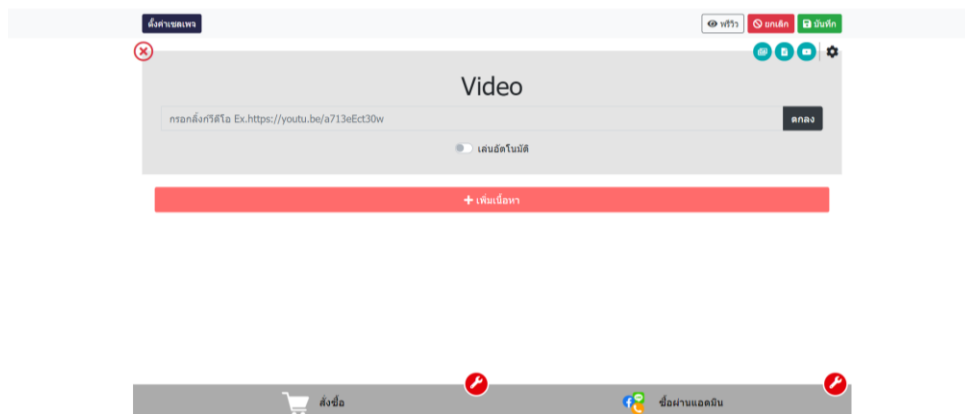 ตั้งค่าเซลเพจ
พรีวิว ยกเลิก บันทึก
Video
กรอกลิ้งก์วีดีโอ Ex.https://youtu.be/a713eEct30w
ตกลง
เล่นอัตโนมัติ
เพิ่มเนื้อหา
สั่งซื้อ
ซื้อผ่านแอดมิน